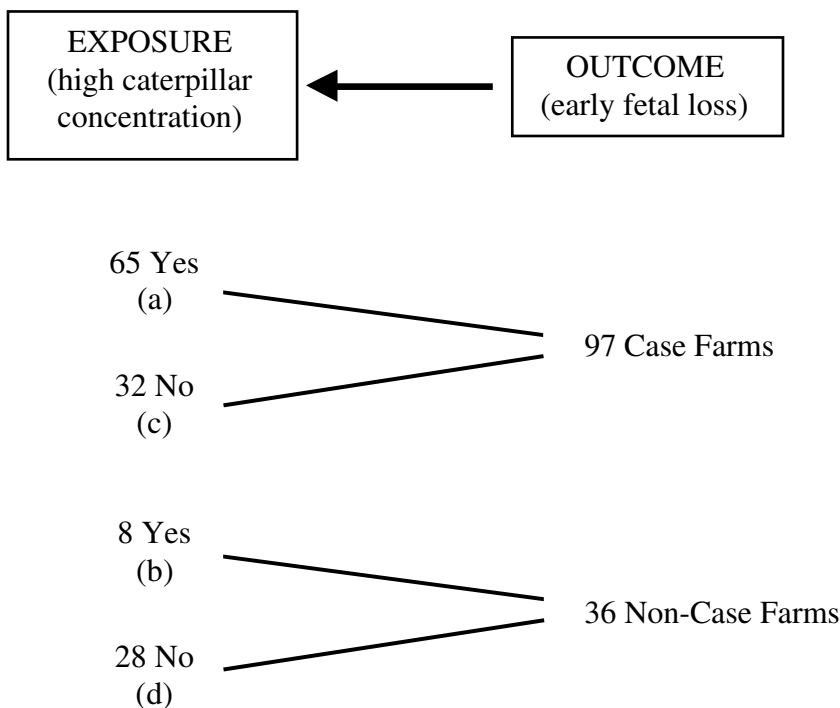 EXPOSURE
(high caterpillar
concentration)
OUTCOME
(early fetal loss)
65 Yes
(a)
97 Case Farms
32 No
(c)
8 Yes
(b)
36 Non-Case Farms
28 No
(d)